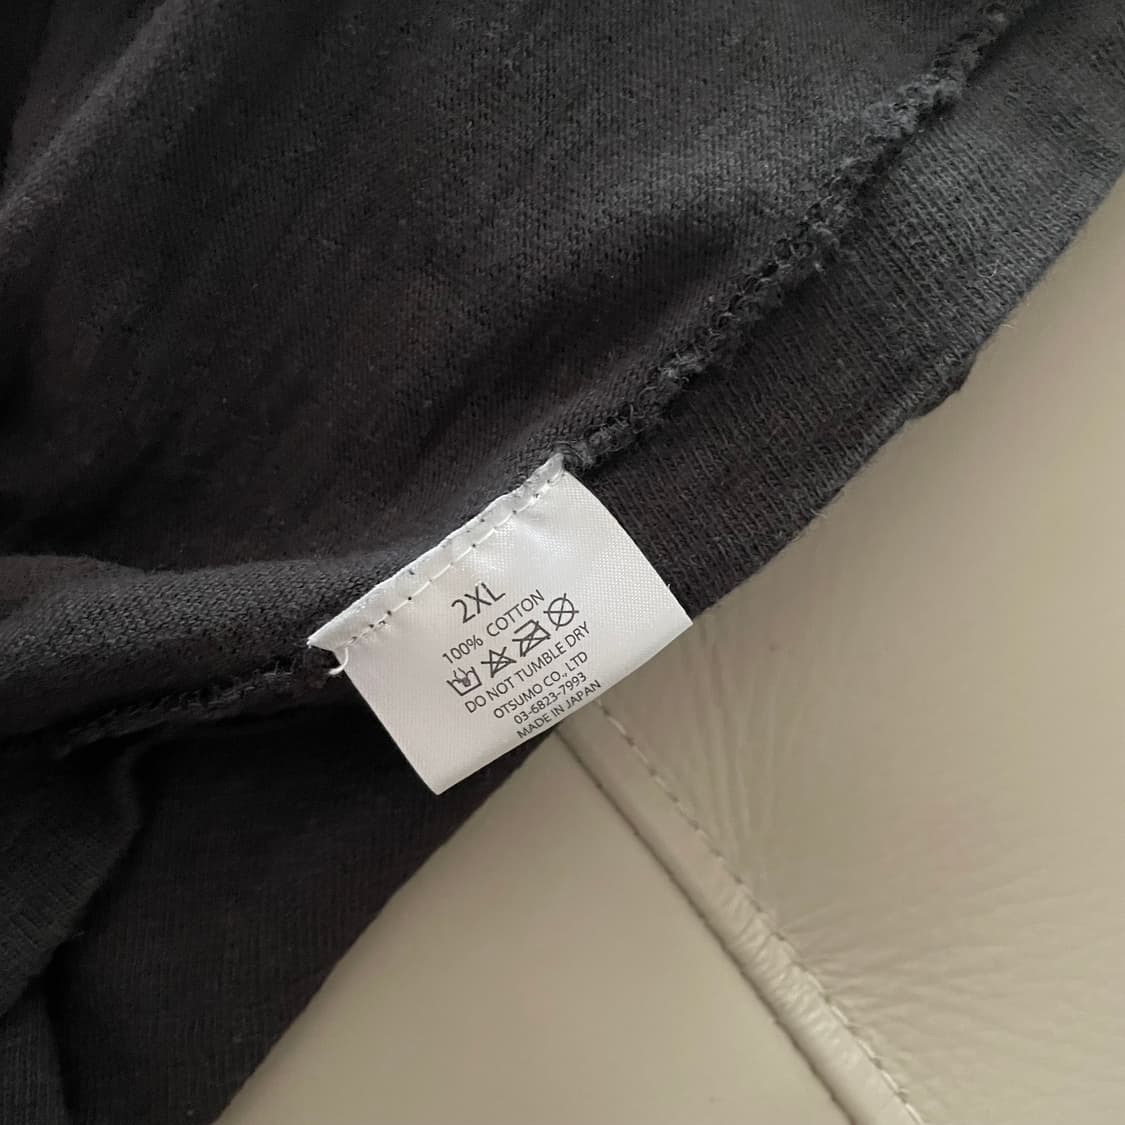 2XL
100% COTTON
DO NOT TUMBLE DRY
OTSUMO CO., LTD
03-6823-7993
MADE IN JAPAN